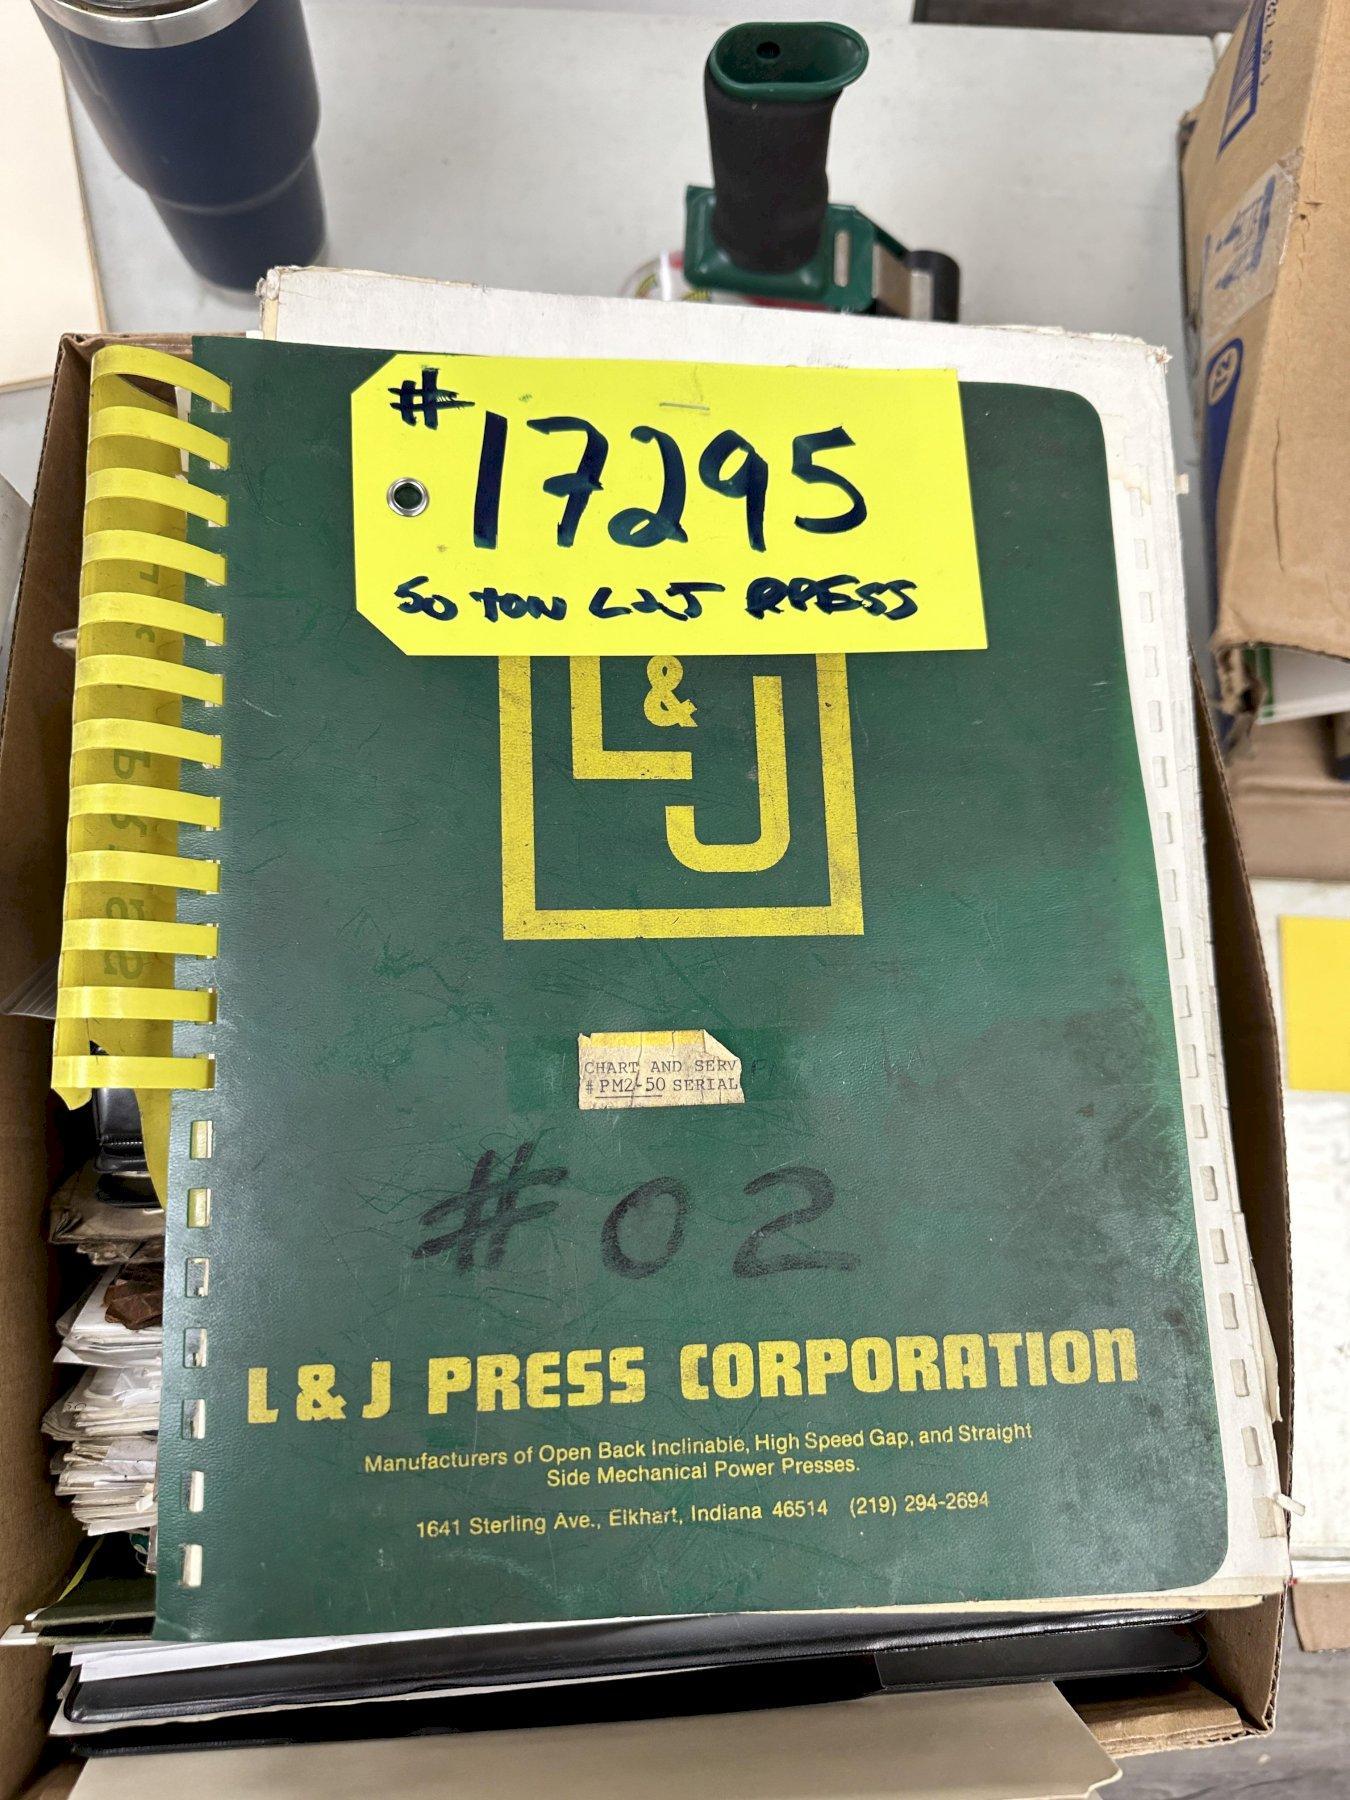 # 17295
50 TON L&J PRESS
L & J
CHART AND SERV
# PM2-50 SERIAL
#02
L & J PRESS CORPORATION
Manufacturers of Open Back Inclinable, High Speed Gap, and Straight
Side Mechanical Power Presses.
1641 Sterling Ave., Elkhart, Indiana 46514 (219) 294-2694